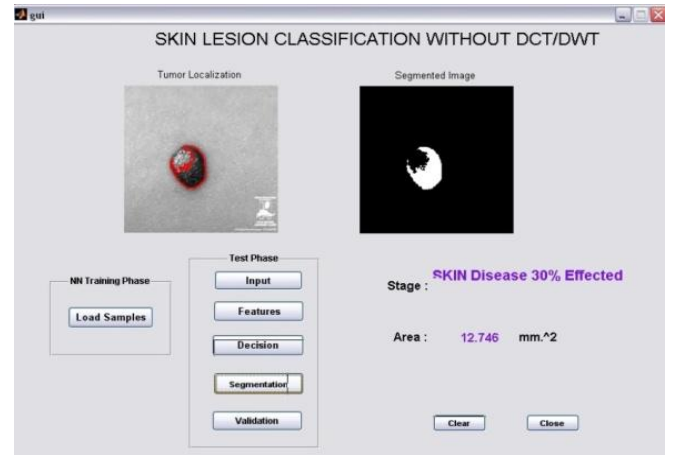 gui
SKIN LESION CLASSIFICATION WITHOUT DCT/DWT
Tumor Localization
Segmented Image
NN Training Phase
Load Samples
Test Phase
Input
Features
Decision
Segmentation
Validation
Stage : SKIN Disease 30% Effected
Area : 12.746 mm.^2
Clear
Close